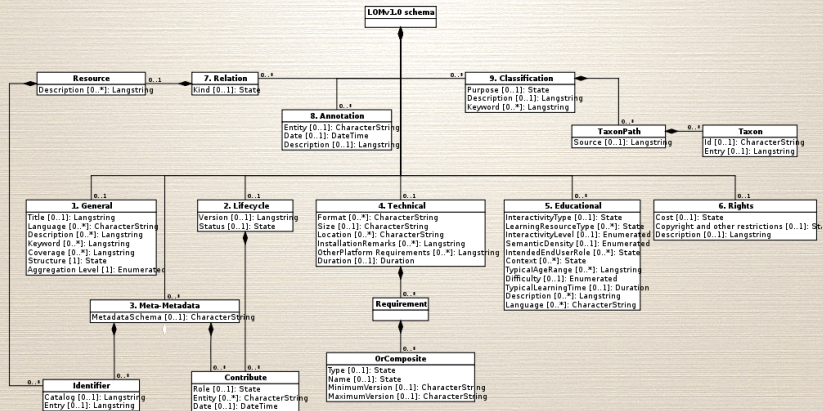 LOMv1.0 schema
Resource
Description [0..*]: Langstring
0..1
7. Relation
Kind [0..1]: State
0..*
0..*
9. Classification
Purpose [0..1]: State
Description [0..1]: Langstring
Keyword [0..*]: Langstring
0..*
8. Annotation
Entity [0..1]: CharacterString
Date [0..1]: DateTime
Description [0..1]: Langstring
0..*
TaxonPath
Source [0..1]: Langstring
0..*
Taxon
Id [0..1]: CharacterString
Entry [0..1]: Langstring
0..1
1. General
Title [0..1]: Langstring
Language [0..*]: CharacterString
Description [0..*]: Langstring
Keyword [0..*]: Langstring
Coverage [0..*]: Langstring
Structure [1]: State
Aggregation Level [1]: Enumerated
0..1
2. Lifecycle
Version [0..1]: Langstring
Status [0..1]: State
0..1
4. Technical
Format [0..*]: CharacterString
Size [0..1]: CharacterString
Location [0..*]: CharacterString
InstallationRemarks [0..*]: Langstring
OtherPlatform Requirements [0..*]: Langstring
Duration [0..1]: Duration
0..*
5. Educational
InteractivityType [0..1]: State
LearningResourceType [0..*]: State
InteractivityLevel [0..1]: Enumerated
SemanticDensity [0..1]: Enumerated
IntendedEndUserRole [0..*]: State
Context [0..*]: State
TypicalAgeRange [0..*]: Langstring
Difficulty [0..1]: Enumerated
TypicalLearningTime [0..1]: Duration
Description [0..*]: Langstring
Language [0..*]: CharacterString
0..1
6. Rights
Cost [0..1]: State
Copyright and other restrictions [0..1]: Sta
Description [0..1]: Langstring
0..*
3. Meta-Metadata
MetadataSchema [0..1]: CharacterString
0..*
Requirement
0..*
0..*
Identifier
Catalog [0..1]: Langstring
Entry [0..1]: Langstring
0..*
0..*
0..*
Contribute
Role [0..1]: State
Entity [0..*]: CharacterString
Date [0..1]: DateTime
0..*
OrComposite
Type [0..1]: State
Name [0..1]: State
MinimumVersion [0..1]: CharacterString
MaximumVersion [0..1]: CharacterString